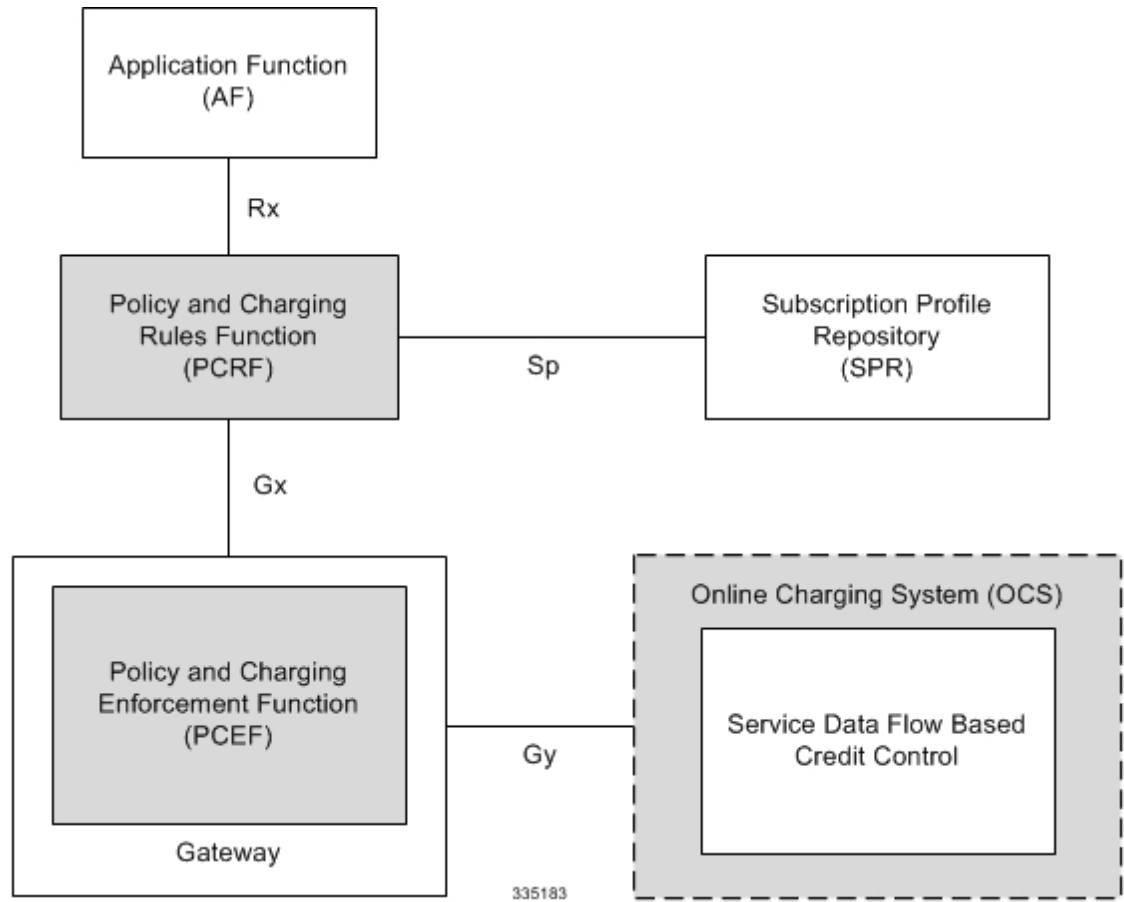 Application Function
(AF)
Rx
Policy and Charging
Rules Function
(PCRF)
Sp
Subscription Profile
Repository
(SPR)
Gx
Policy and Charging
Enforcement Function
(PCEF)
Gateway
Gy
Online Charging System (OCS)
Service Data Flow Based
Credit Control
335183